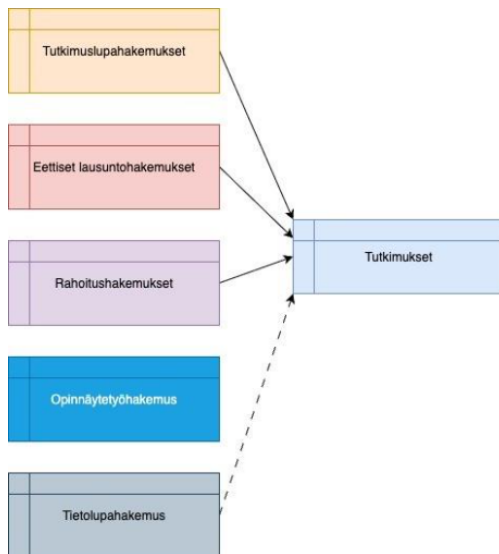 Tutkimuslupahakemukset
Eettiset lausuntohakemukset
Tutkimukset
Rahoitushakemukset
Opinnäytetyöhakemus
Tietolupahakemus